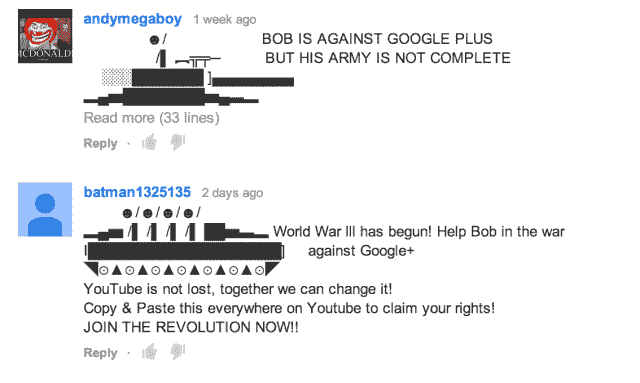 MCDONALD
andymegaboy 1 week ago
BOB IS AGAINST GOOGLE PLUS
BUT HIS ARMY IS NOT COMPLETE
Read more (33 lines)
Reply ·
batman1325135 2 days ago
World War III has begun! Help Bob in the war
against Google+
YouTube is not lost, together we can change it!
Copy & Paste this everywhere on Youtube to claim your rights!
JOIN THE REVOLUTION NOW!!
Reply ·